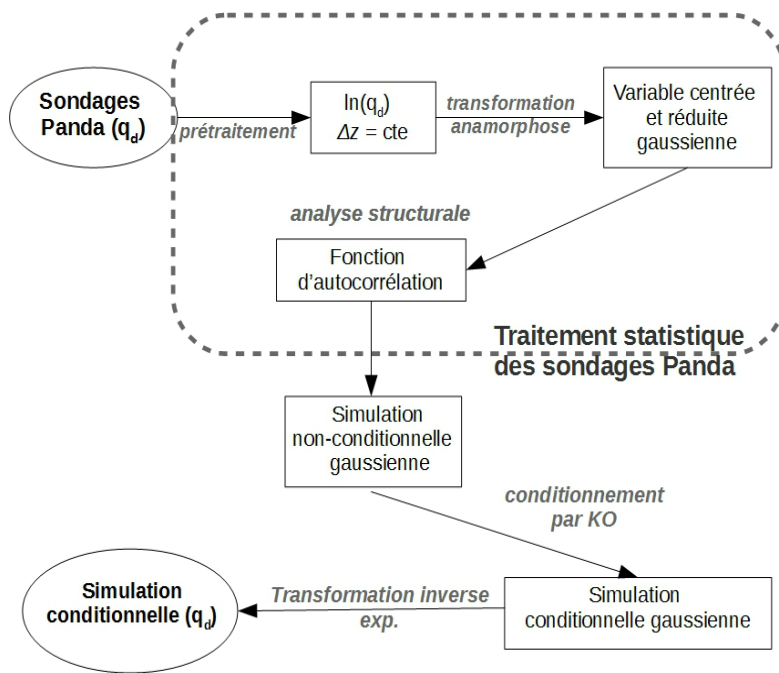 Sondages
Panda (qd)
prétraitement
ln(qd)
Δz = cte
transformation
anamorphose
Variable centrée
et réduite
gaussienne
analyse structurale
Fonction
d'autocorrélation
Traitement statistique
des sondages Panda
Simulation
non-conditionnelle
gaussienne
conditionnement
par KO
Simulation
conditionnelle gaussienne
Transformation inverse
exp.
Simulation
conditionnelle (qd)